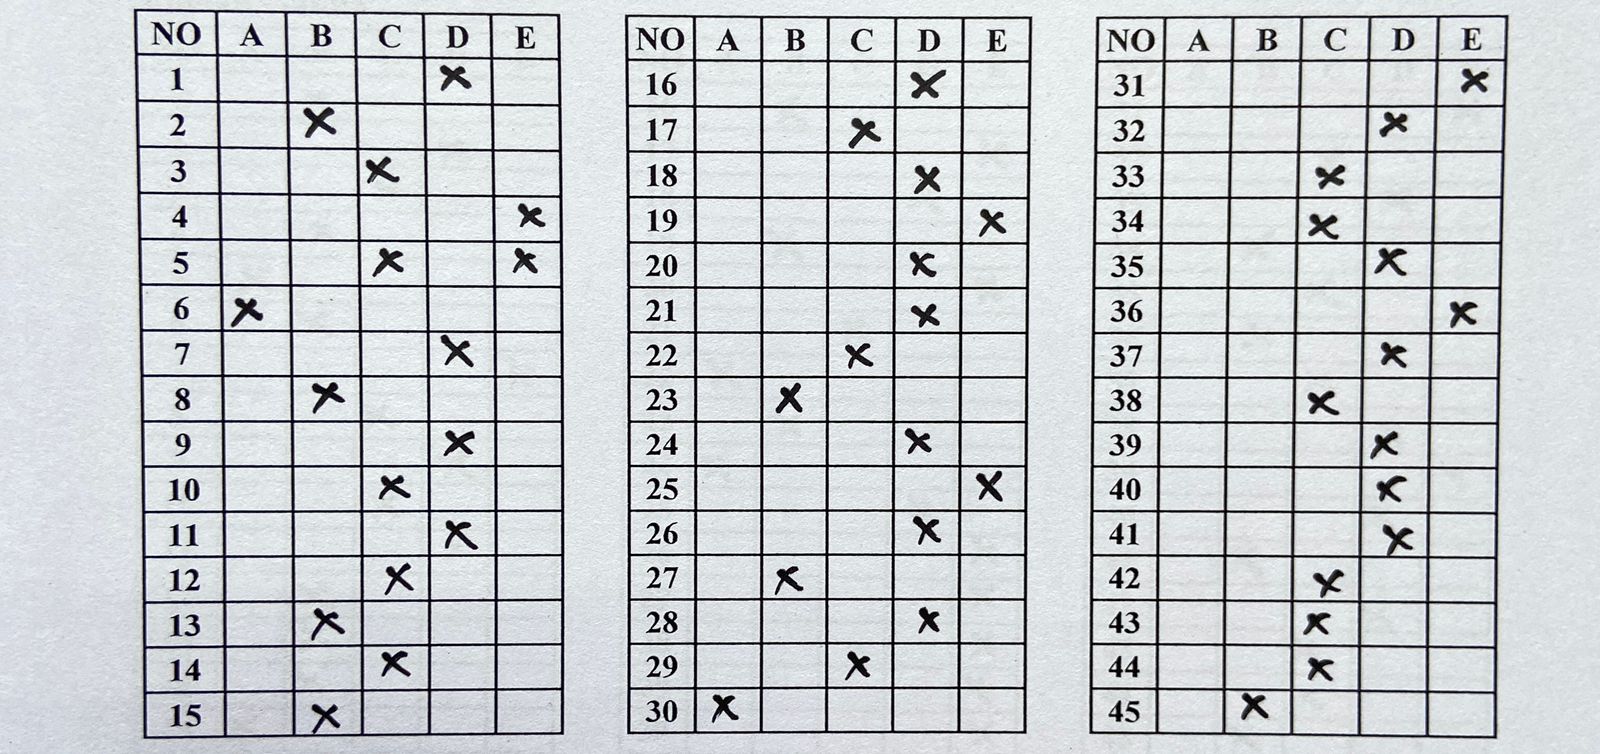 NO A B C D E
1 X
2 X
3 X
4 X
5 X X
6 X
7 X
8 X
9 X
10 X
11 X
12 X
13 X
14 X
15 X
NO A B C D E
16 X
17 X
18 X
19 X
20 X
21 X
22 X
23 X
24 X
25 X
26 X
27 X
28 X
29 X
30 X
NO A B C D E
31 X
32 X
33 X
34 X
35 X
36 X
37 X
38 X
39 X
40 X
41 X
42 X
43 X
44 X
45 X